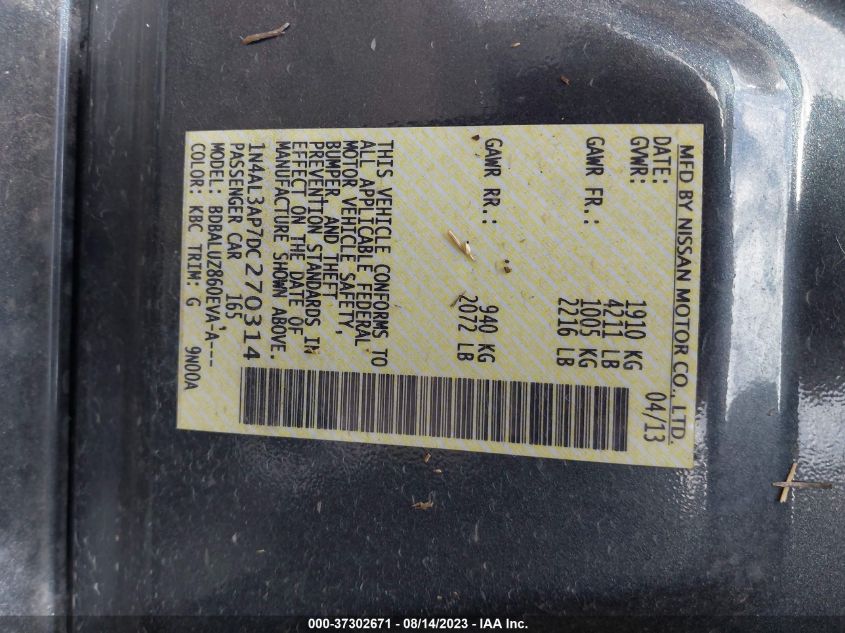 MFD BY NISSAN MOTOR CO., LTD.
DATE: 04/13
GVWR: 1910 KG
4211 LB
GAWR FR.: 1005 KG
2216 LB
GAWR RR.: 940 KG
2072 LB
THIS VEHICLE CONFORMS TO
ALL APPLICABLE FEDERAL
MOTOR VEHICLE SAFETY,
BUMPER, AND THEFT
PREVENTION STANDARDS IN
EFFECT ON THE DATE OF
MANUFACTURE SHOWN ABOVE.
1N4AL3AP7DC270314
PASSENGER CAR 165
MODEL: BDBALUZ860EVA-A---
COLOR: KBC TRIM: G 9N00A
000-37302671 - 08/14/2023 - IAA Inc.